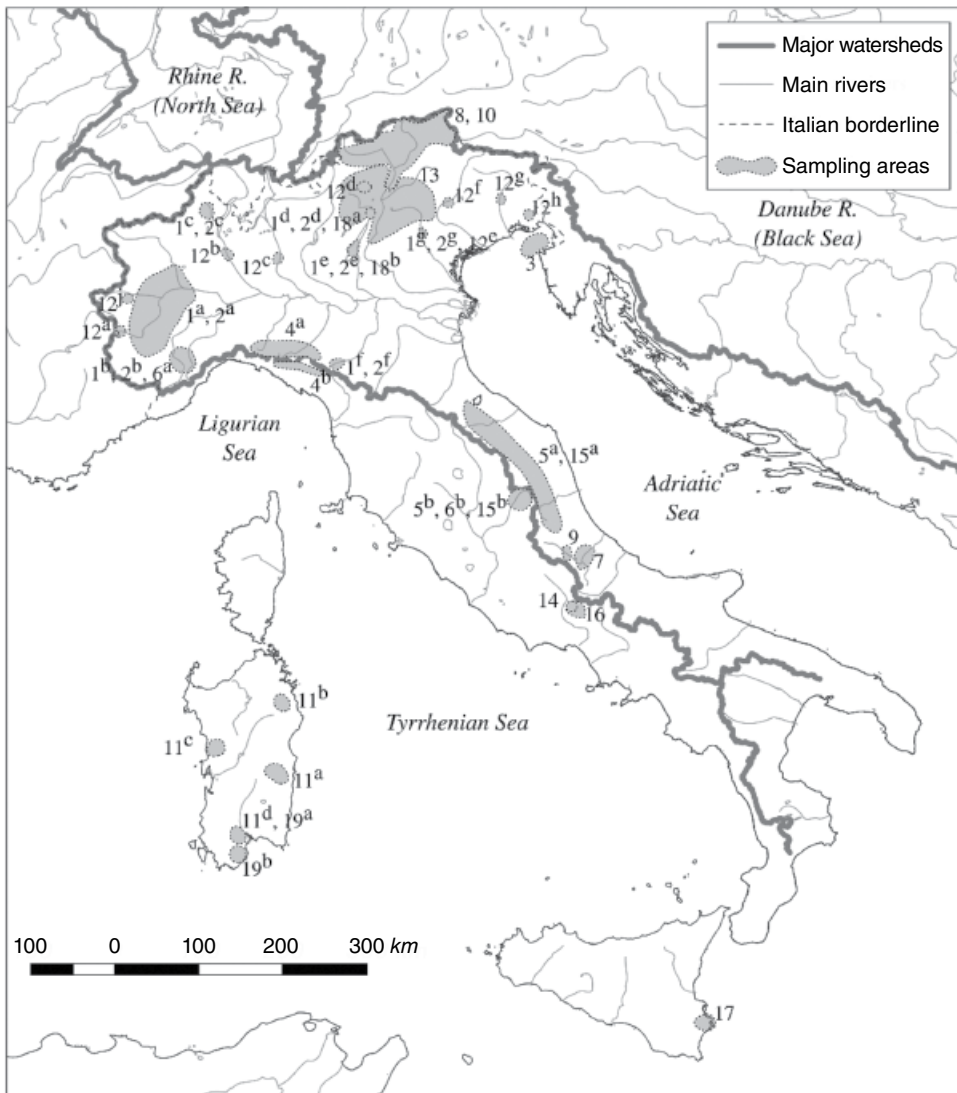 Major watersheds
Main rivers
Italian borderline
Sampling areas
Rhine R.
(North Sea)
8, 10
13
12d
12f
12g
12h
Danube R.
(Black Sea)
1c, 2c
1d, 2d, 18a
1g, 2g, 12e
3
12b
12c
1e, 2e, 18b
12a
1a, 2a
4a
1b, 2b, 6a
4b
1f, 2f
Ligurian
Sea
5a, 15a
Adriatic
Sea
5b, 6b, 15b
9
7
14
16
11b
Tyrrhenian Sea
11c
11a
11d, 19a
19b
100 0 100 200 300 km
17